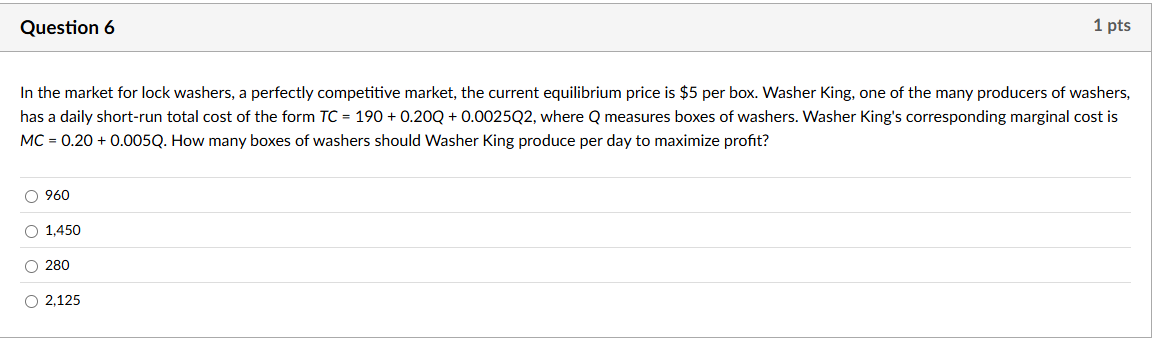 Question 6
1 pts
In the market for lock washers, a perfectly competitive market, the current equilibrium price is $5 per box. Washer King, one of the many producers of washers,
has a daily short-run total cost of the form TC = 190 + 0.20Q + 0.0025Q2, where Q measures boxes of washers. Washer King's corresponding marginal cost is
MC = 0.20 + 0.005Q. How many boxes of washers should Washer King produce per day to maximize profit?
960
1,450
280
2,125